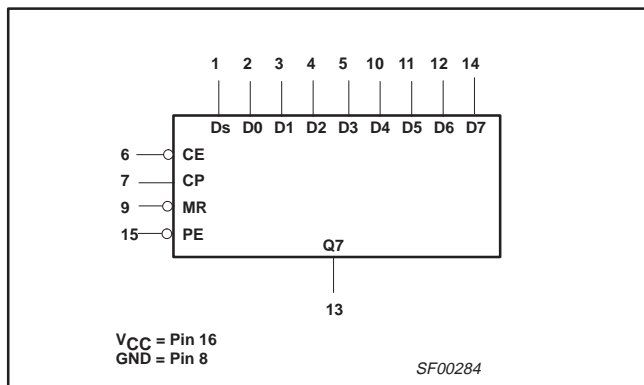 1 2 3 4 5 10 11 12 14
Ds D0 D1 D2 D3 D4 D5 D6 D7
6 CE
7 CP
9 MR
15 PE
Q7
13
VCC = Pin 16
GND = Pin 8
SF00284